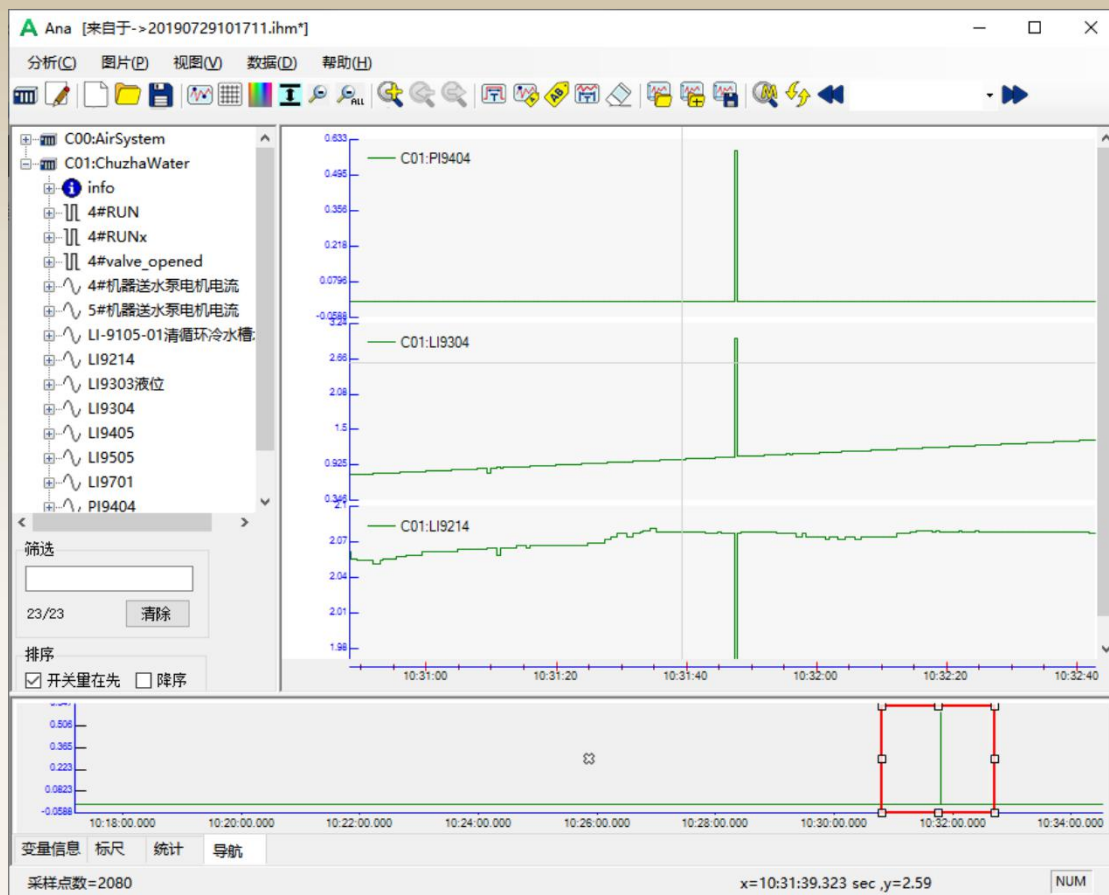 Ana [来自于->20190729101711.ihm*]
分析(C) 图片(P) 视图(V) 数据(D) 帮助(H)
ALL
C00:AirSystem
C01:ChuzhaWater
info
4#RUN
4#RUNx
4#valve_opened
4#机器送水泵电机电流
5#机器送水泵电机电流
LI-9105-01清循环冷水槽
LI9214
LI9303液位
LI9304
LI9405
LI9505
LI9701
PI9404
筛选
23/23 清除
排序
开关量在先 降序
0.633
C01:PI9404
0.495
0.356
0.218
0.0796
-0.0588
3.24
C01:LI9304
2.66
2.08
1.5
0.925
0.346
2.1
C01:LI9214
2.07
2.04
2.01
1.98
10:31:00 10:31:20 10:31:40 10:32:00 10:32:20 10:32:40
0.506
0.365
0.223
0.0823
-0.0588
10:18:00.000 10:20:00.000 10:22:00.000 10:24:00.000 10:26:00.000 10:28:00.000 10:30:00.000 10:32:00.000 10:34:00.000
变量信息 标尺 统计 导航
采样点数=2080 x=10:31:39.323 sec ,y=2.59 NUM